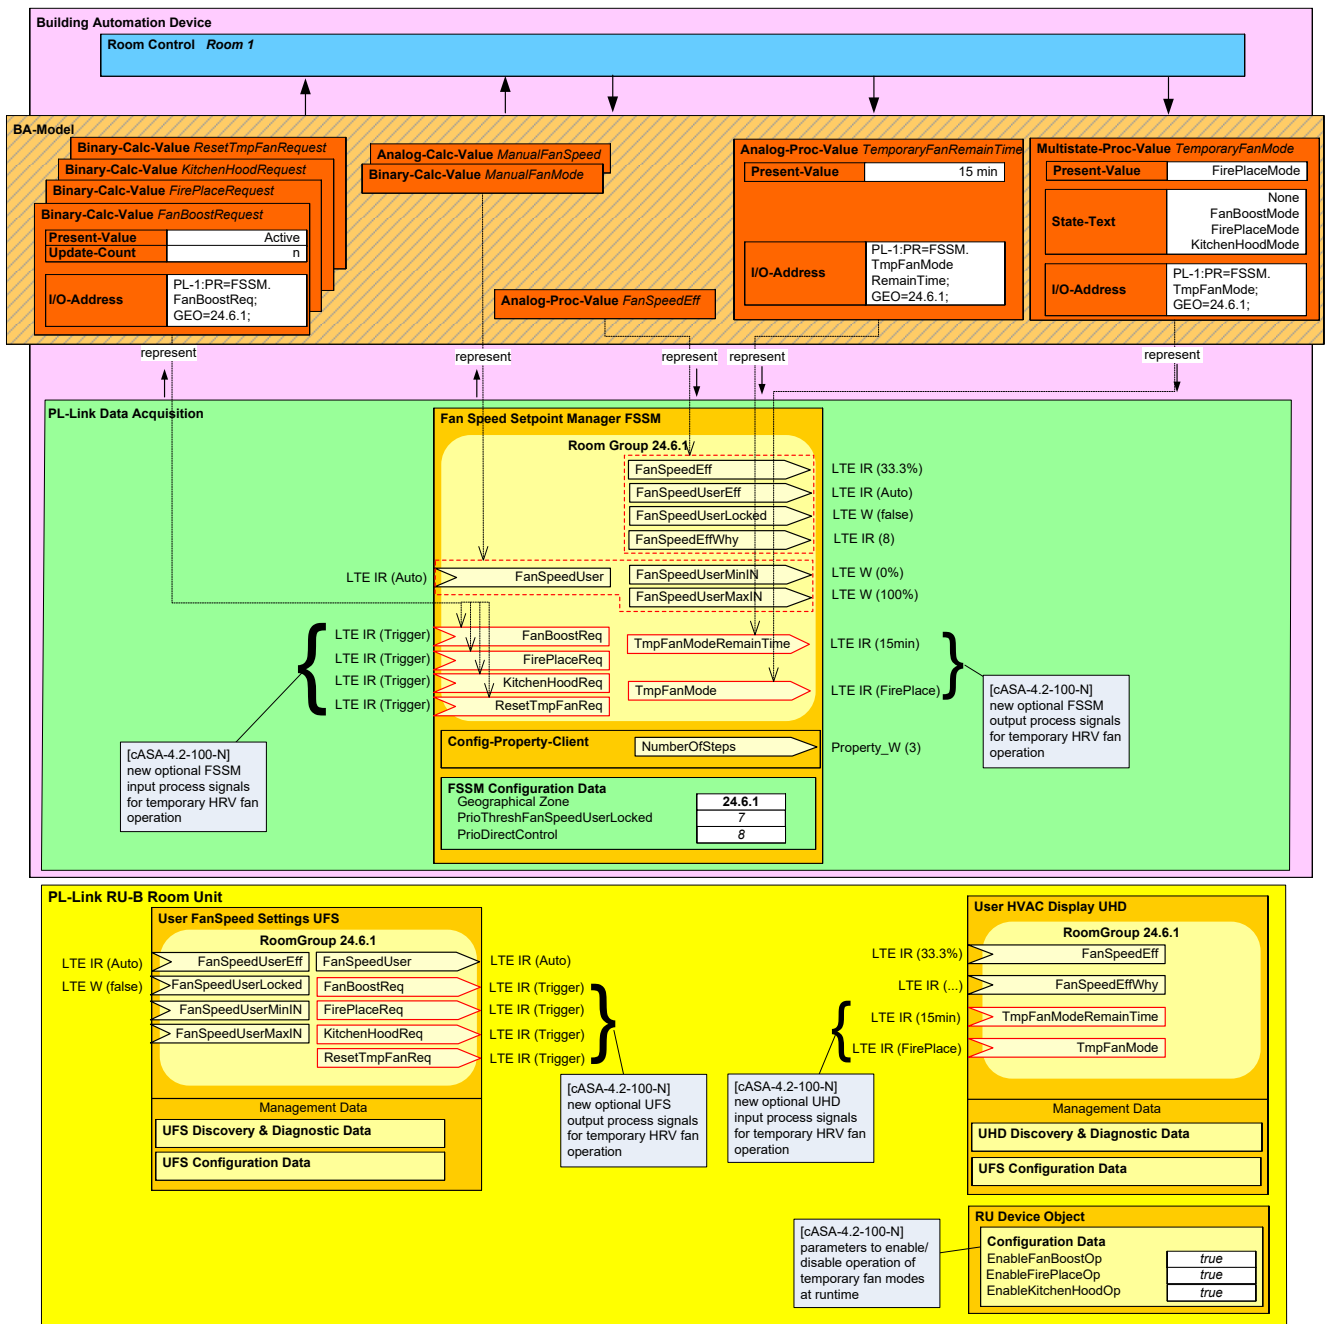 Building Automation Device
Room Control Room 1
BA-Model
Binary-Calc-Value ResetTmpFanRequest
Binary-Calc-Value KitchenHoodRequest
Binary-Calc-Value FirePlaceRequest
Binary-Calc-Value FanBoostRequest
Present-Value Active
Update-Count n
I/O-Address
PL-1:PR=FSSM.
FanBoostReq;
GEO=24.6.1;
Analog-Calc-Value ManualFanSpeed
Binary-Calc-Value ManualFanMode
Analog-Proc-Value FanSpeedEff
Analog-Proc-Value TemporaryFanRemainTime
Present-Value 15 min
I/O-Address
PL-1:PR=FSSM.
TmpFanMode
RemainTime;
GEO=24.6.1;
Multistate-Proc-Value TemporaryFanMode
Present-Value FirePlaceMode
State-Text
None
FanBoostMode
FirePlaceMode
KitchenHoodMode
I/O-Address
PL-1:PR=FSSM.
TmpFanMode;
GEO=24.6.1;
represent
represent
represent
represent
represent
PL-Link Data Acquisition
Fan Speed Setpoint Manager FSSM
Room Group 24.6.1
FanSpeedEff LTE IR (33.3%)
FanSpeedUserEff LTE IR (Auto)
FanSpeedUserLocked LTE W (false)
FanSpeedEffWhy LTE IR (8)
LTE IR (Auto) FanSpeedUser
FanSpeedUserMinIN LTE W (0%)
FanSpeedUserMaxIN LTE W (100%)
LTE IR (Trigger) FanBoostReq
LTE IR (Trigger) FirePlaceReq
LTE IR (Trigger) KitchenHoodReq
LTE IR (Trigger) ResetTmpFanReq
TmpFanModeRemainTime LTE IR (15min)
TmpFanMode LTE IR (FirePlace)
[cASA-4.2-100-N]
new optional FSSM
input process signals
for temporary HRV fan
operation
[cASA-4.2-100-N]
new optional FSSM
output process signals
for temporary HRV fan
operation
Config-Property-Client NumberOfSteps Property_W (3)
FSSM Configuration Data
Geographical Zone 24.6.1
PrioThreshFanSpeedUserLocked 7
PrioDirectControl 8
PL-Link RU-B Room Unit
User FanSpeed Settings UFS
RoomGroup 24.6.1
LTE IR (Auto) FanSpeedUserEff
LTE W (false) FanSpeedUserLocked
FanSpeedUserMinIN
FanSpeedUserMaxIN
FanSpeedUser LTE IR (Auto)
FanBoostReq LTE IR (Trigger)
FirePlaceReq LTE IR (Trigger)
KitchenHoodReq LTE IR (Trigger)
ResetTmpFanReq LTE IR (Trigger)
Management Data
UFS Discovery & Diagnostic Data
UFS Configuration Data
[cASA-4.2-100-N]
new optional UFS
output process signals
for temporary HRV fan
operation
[cASA-4.2-100-N]
new optional UHD
input process signals
for temporary HRV fan
operation
User HVAC Display UHD
RoomGroup 24.6.1
LTE IR (33.3%) FanSpeedEff
LTE IR (...) FanSpeedEffWhy
LTE IR (15min) TmpFanModeRemainTime
LTE IR (FirePlace) TmpFanMode
Management Data
UHD Discovery & Diagnostic Data
UFS Configuration Data
[cASA-4.2-100-N]
parameters to enable/
disable operation of
temporary fan modes
at runtime
RU Device Object
Configuration Data
EnableFanBoostOp true
EnableFirePlaceOp true
EnableKitchenHoodOp true